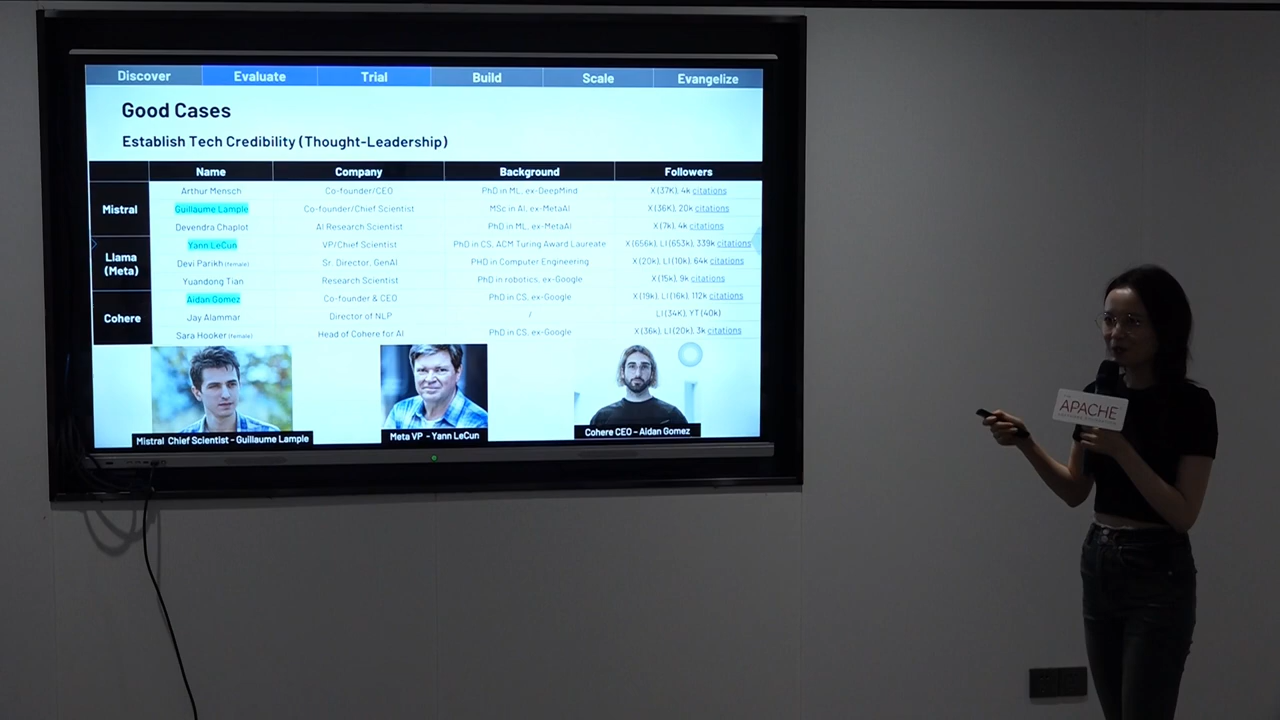 Discover Evaluate Trial Build Scale Evangelize
Good Cases
Establish Tech Credibility (Thought-Leadership)
Name Company Background Followers
Mistral
Arthur Mensch Co-founder/CEO PhD in ML, ex-DeepMind X (37K), 4k citations
Guillaume Lample Co-founder/Chief Scientist MSc in AI, ex-MetaAI X (36K), 20k citations
Devendra Chaplot AI Research Scientist PhD in ML, ex-MetaAI X (7k), 4k citations
Llama (Meta)
Yann LeCun VP/Chief Scientist PhD in CS, ACM Turing Award Laureate X (656k), LI (653k), 339k citations
Devi Parikh (female) Sr. Director, GenAI PHD in Computer Engineering X (20k), LI (10k), 64k citations
Yuandong Tian Research Scientist PhD in robotics, ex-Google X (15k), 9k citations
Cohere
Aidan Gomez Co-founder & CEO PhD in CS, ex-Google X (19k), LI (16k), 112k citations
Jay Alammar Director of NLP / LI (34K), YT (40k)
Sara Hooker (female) Head of Cohere for AI PhD in CS, ex-Google X (36k), LI (20k), 3k citations
Mistral Chief Scientist - Guillaume Lample
Meta VP - Yann LeCun
Cohere CEO - Aidan Gomez
APACHE